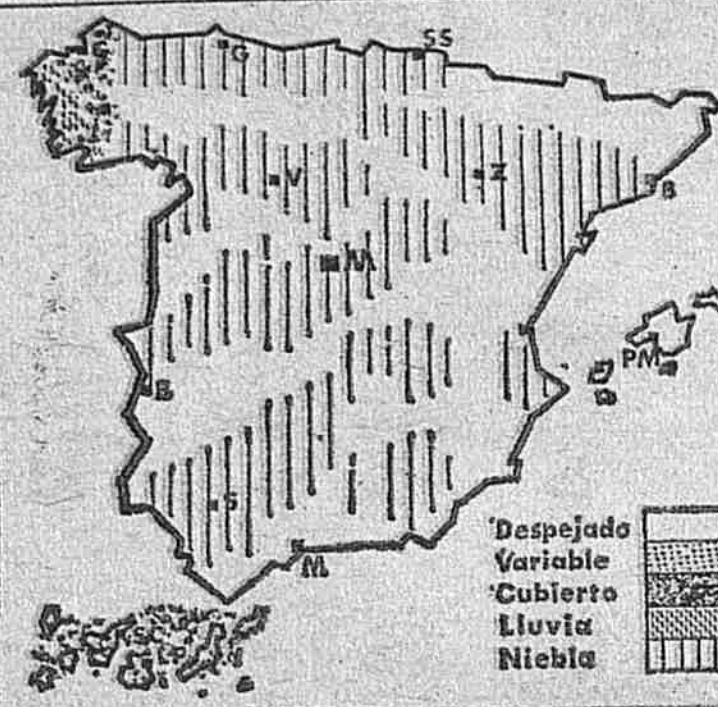 SS
G
V
Z
B
M
PM
B
S
M
Despejado
Variable
Cubierto
Lluvia
Niebla
SC